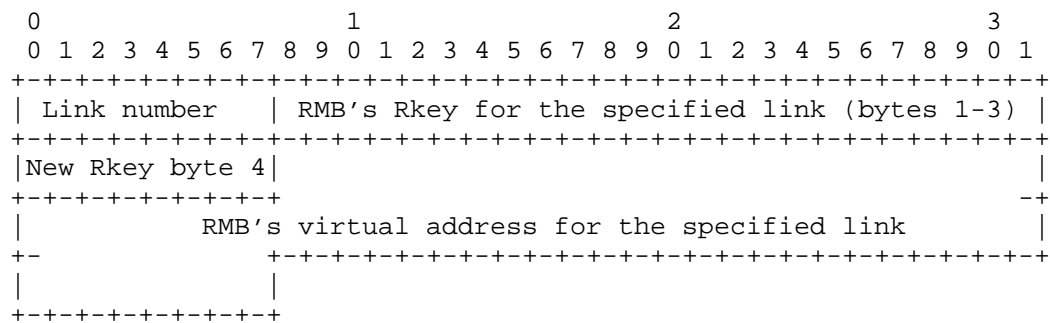 0                   1                   2                   3
 0 1 2 3 4 5 6 7 8 9 0 1 2 3 4 5 6 7 8 9 0 1 2 3 4 5 6 7 8 9 0 1
+-+-+-+-+-+-+-+-+-+-+-+-+-+-+-+-+-+-+-+-+-+-+-+-+-+-+-+-+-+-+-+-+
| Link number   | RMB’s Rkey for the specified link (bytes 1-3) |
+-+-+-+-+-+-+-+-+-+-+-+-+-+-+-+-+-+-+-+-+-+-+-+-+-+-+-+-+-+-+-+-+
|New Rkey byte 4|                                               |
+-+-+-+-+-+-+-+-+                                              -+
|           RMB’s virtual address for the specified link        |
+-              +-+-+-+-+-+-+-+-+-+-+-+-+-+-+-+-+-+-+-+-+-+-+-+-+
|               |
+-+-+-+-+-+-+-+-+